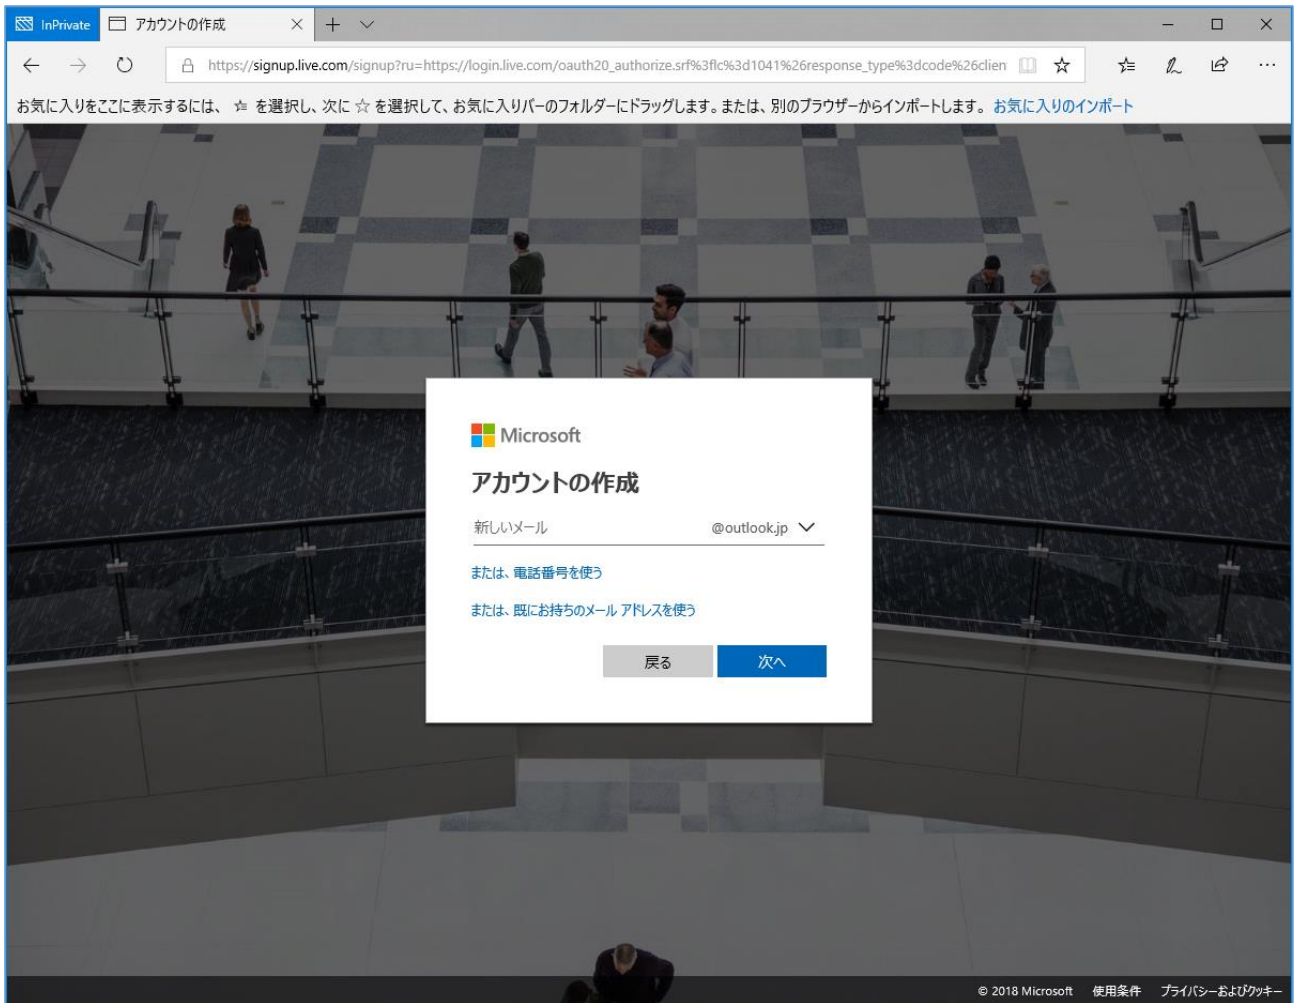 InPrivate アカウントの作成
https://signup.live.com/signup?ru=https://login.live.com/oauth20_authorize.srf%3flc%3d1041%26response_type%3dcode%26clien
お気に入りをここに表示するには、 を選択し、次に ☆ を選択して、お気に入りバーのフォルダーにドラッグします。または、別のブラウザーからインポートします。 お気に入りのインポート
Microsoft
アカウントの作成
新しいメール @outlook.jp
または、電話番号を使う
または、既にお持ちのメール アドレスを使う
戻る 次へ
© 2018 Microsoft 使用条件 プライバシーおよびクッキー